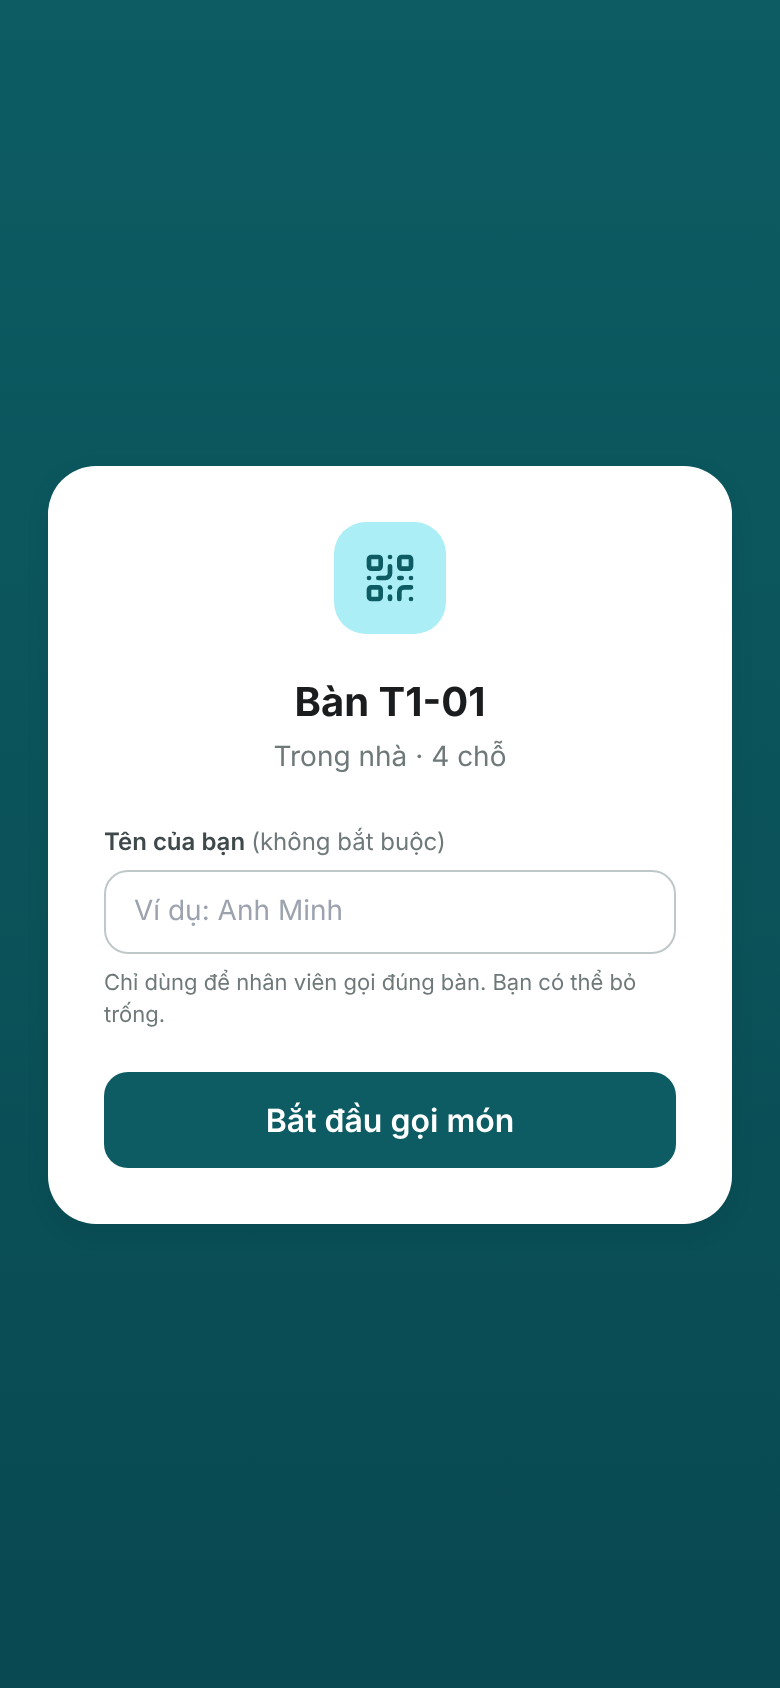 Bàn T1-01
Trong nhà · 4 chỗ
Tên của bạn (không bắt buộc)
Ví dụ: Anh Minh
Chỉ dùng để nhân viên gọi đúng bàn. Bạn có thể bỏ
trống.
Bắt đầu gọi món